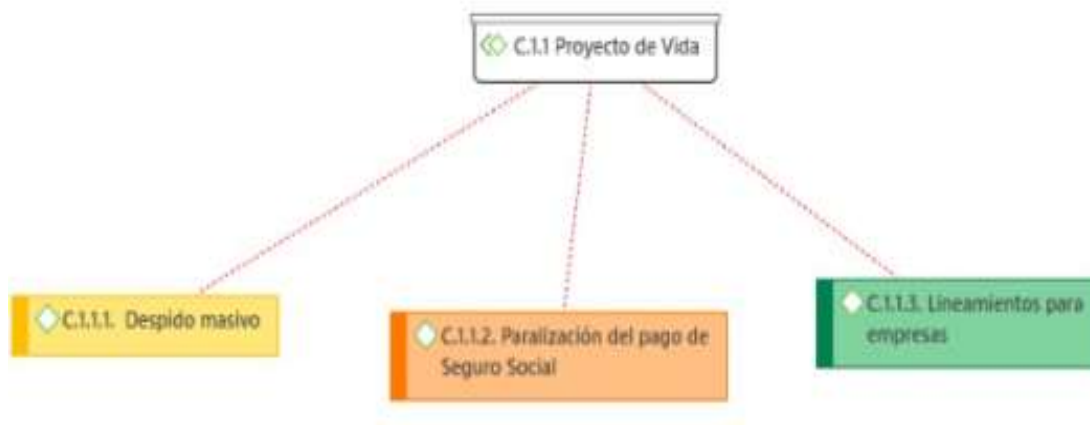 C.1.1 Proyecto de Vida
C.1.1.1. Despido masivo
C.1.1.2. Paralización del pago de
Seguro Social
C.1.1.3. Lineamientos para
empresas